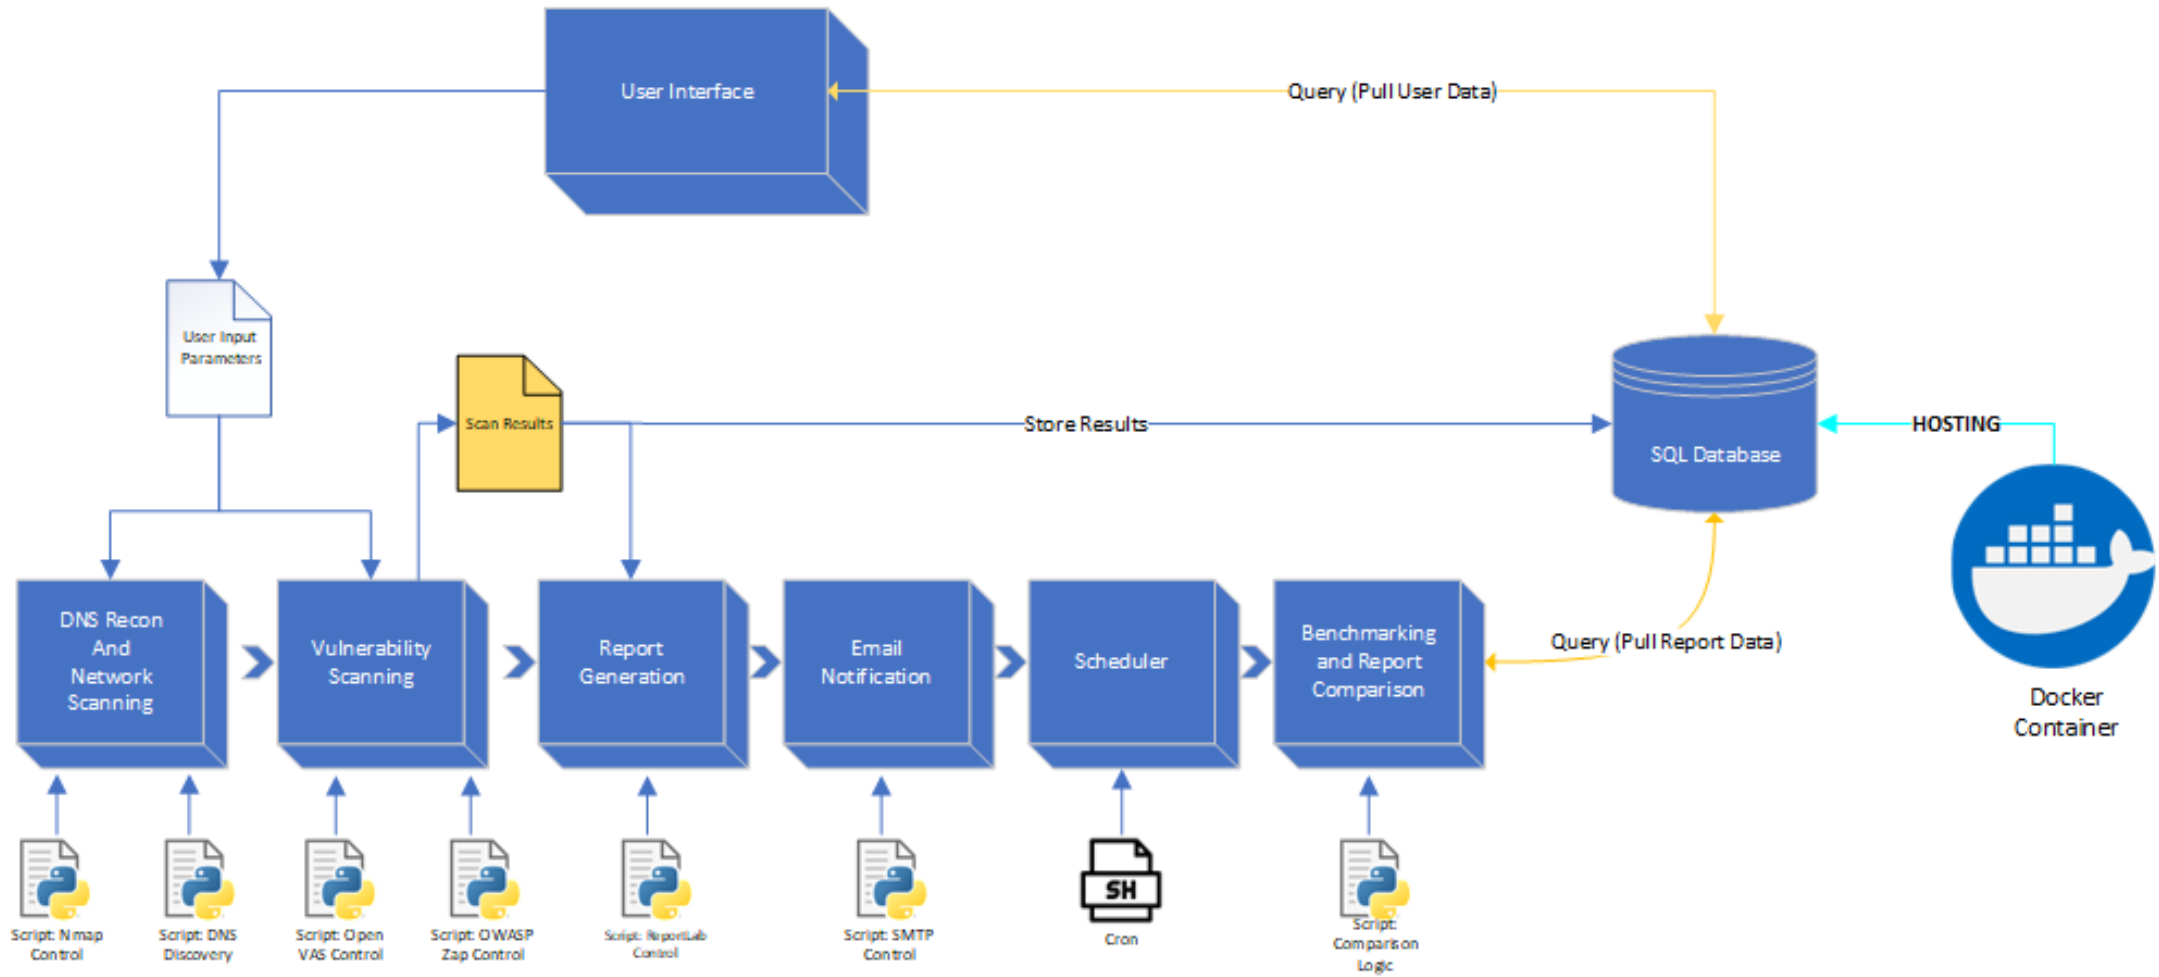 User Interface
Query (Pull User Data)
User Input
Parameters
Scan Results
Store Results
SQL Database
HOSTING
Docker
Container
DNS Recon
And
Network
Scanning
Vulnerability
Scanning
Report
Generation
Email
Notification
Scheduler
Benchmarking
and Report
Comparison
Query (Pull Report Data)
Script: Nmap
Control
Script: DNS
Discovery
Script: Open
VAS Control
Script: OWASP
Zap Control
Script: ReportLab
Control
Script: SMTP
Control
SH
Cron
Script:
Comparison
Logic